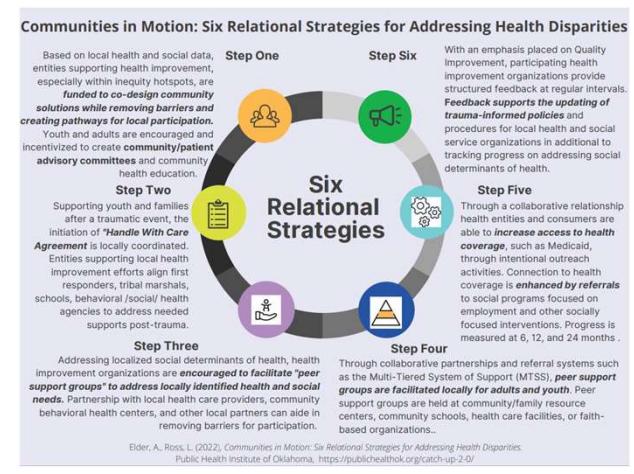 Communities in Motion: Six Relational Strategies for Addressing Health Disparities
Step One
Based on local health and social data,
entities supporting health improvement,
especially within inequity hotspots, are
funded to co-design community
solutions while removing barriers and
creating pathways for local participation.
Youth and adults are encouraged and
incentivized to create community/patient
advisory committees and community
health education.
Step Two
Supporting youth and families
after a traumatic event, the
initiation of "Handle With Care
Agreement is locally coordinated.
Entities supporting local health
improvement efforts align first
responders, tribal marshals,
schools, behavioral /social/ health
agencies to address needed
supports post-trauma.
Step Three
Addressing localized social determinants of health, health
improvement organizations are encouraged to facilitate "peer
support groups" to address locally identified health and social
needs. Partnership with local health care providers, community
behavioral health centers, and other local partners can aide in
removing barriers for participation.
Six
Relational
Strategies
Step Four
Through collaborative partnerships and referral systems such
as the Multi-Tiered System of Support (MTSS), peer support
groups are facilitated locally for adults and youth. Peer
support groups are held at community/family resource
centers, community schools, health care facilities, or faith-
based organizations..
Step Five
Through a collaborative relationship
health entities and consumers are
able to increase access to health
coverage, such as Medicaid,
through intentional outreach
activities. Connection to health
coverage is enhanced by referrals
to social programs focused on
employment and other socially
focused interventions. Progress is
measured at 6, 12, and 24 months .
Step Six
With an emphasis placed on Quality
Improvement, participating health
improvement organizations provide
structured feedback at regular intervals.
Feedback supports the updating of
trauma-informed policies and
procedures for local health and social
service organizations in additional to
tracking progress on addressing social
determinants of health.
Elder, A., Ross, L. (2022), Communities in Motion: Six Relational Strategies for Addressing Health Disparities.
Public Health Institute of Oklahoma, https://publichealthok.org/catch-up-2-0/